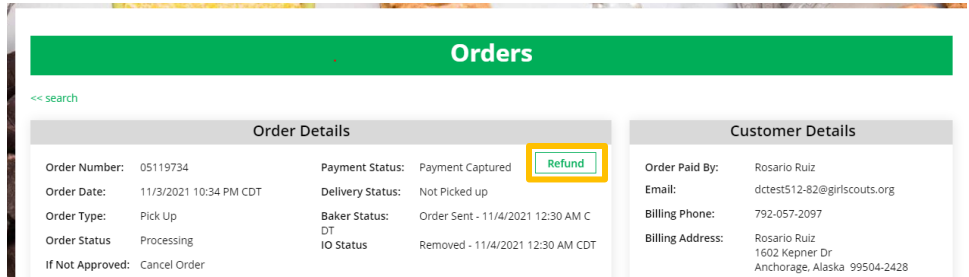 Orders
<< search
Order Details
Order Number: 05119734
Payment Status: Payment Captured
Refund
Order Date: 11/3/2021 10:34 PM CDT
Delivery Status: Not Picked up
Order Type: Pick Up
Baker Status: Order Sent - 11/4/2021 12:30 AM C
DT
Order Status Processing
IO Status Removed - 11/4/2021 12:30 AM CDT
If Not Approved: Cancel Order
Customer Details
Order Paid By: Rosario Ruiz
Email: dctest512-82@girlscouts.org
Billing Phone: 792-057-2097
Billing Address: Rosario Ruiz
1602 Kepner Dr
Anchorage, Alaska 99504-2428